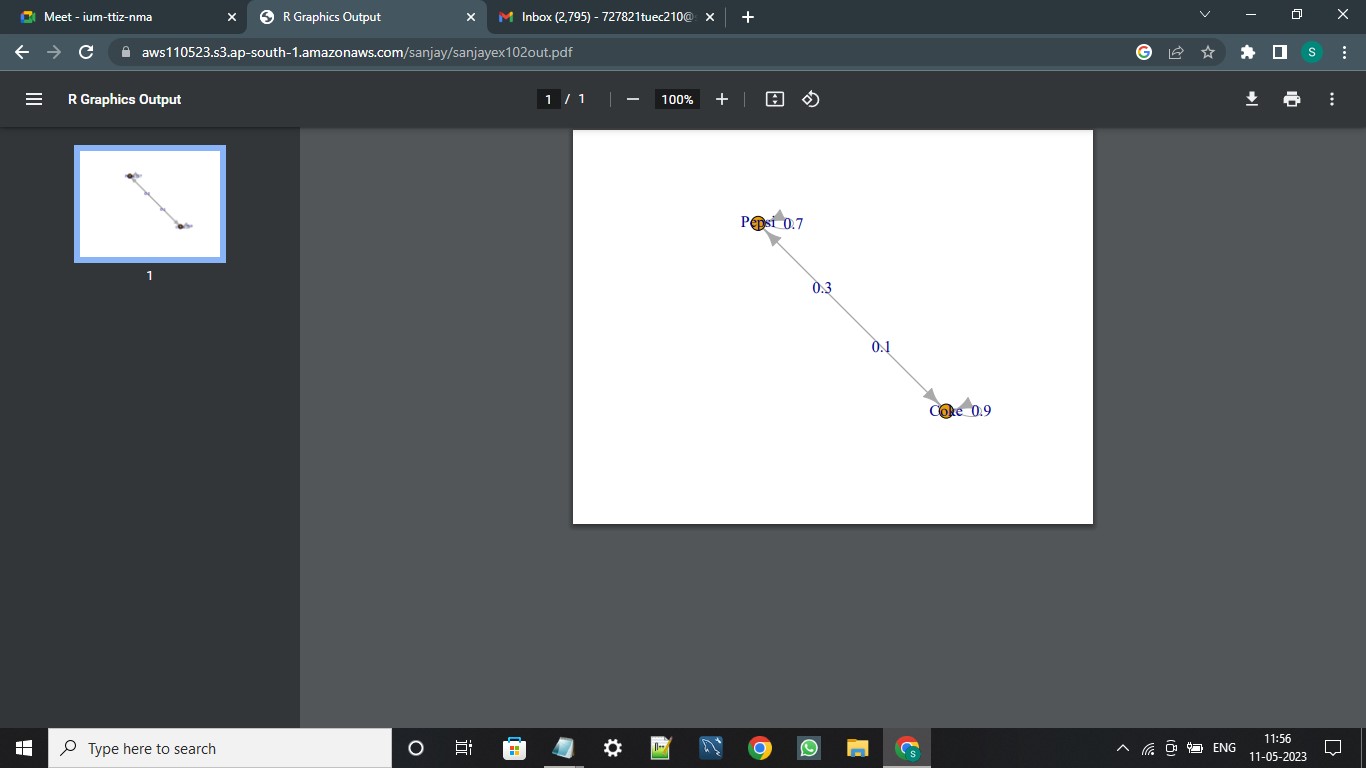 Meet - ium-ttiz-nma
R Graphics Output
Inbox (2,795) - 727821tuec210@
aws110523.s3.ap-south-1.amazonaws.com/sanjay/sanjayex102out.pdf
S
R Graphics Output
1 / 1
100%
1
Pepsi 0.7
0.3
0.1
Coke 0.9
Type here to search
S
ENG
11:56
11-05-2023